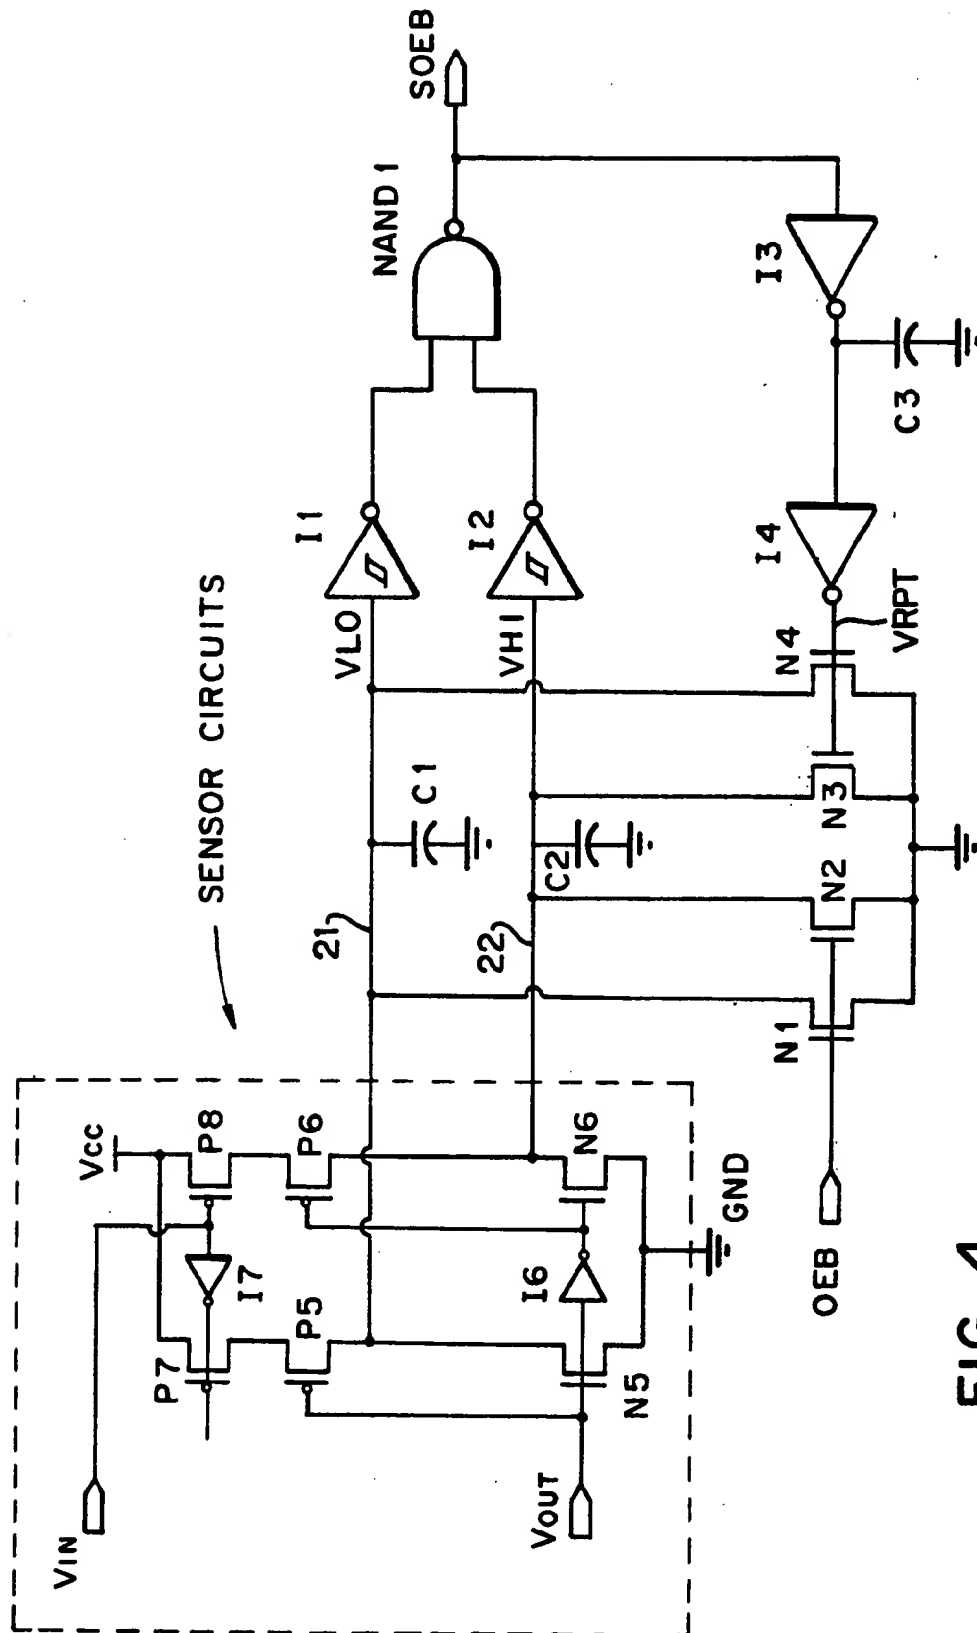 SENSOR CIRCUITS
VIN
Vcc
P7
P8
I7
P5
P6
VOUT
I6
N5
N6
GND
21
22
C1
C2
VLO
VHI
I1
I2
NAND 1
SOEB
OEB
N1
N2
N3
N4
VRPT
I4
I3
C3
FIG. 4